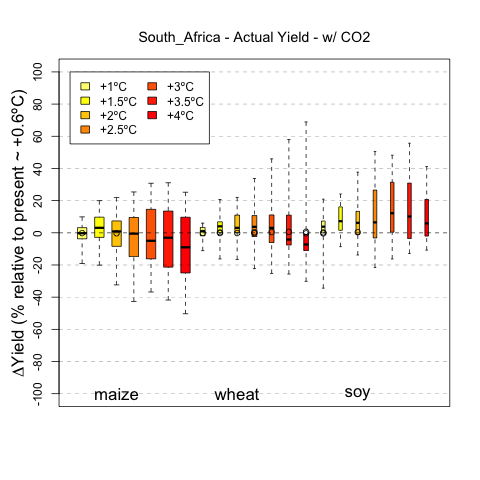 South_Africa - Actual Yield - w/ CO2
ΔYield (% relative to present ~ +0.6ºC)
100
80
60
40
20
0
-20
-40
-60
-80
-100
+1ºC
+1.5ºC
+2ºC
+2.5ºC
+3ºC
+3.5ºC
+4ºC
maize wheat soy